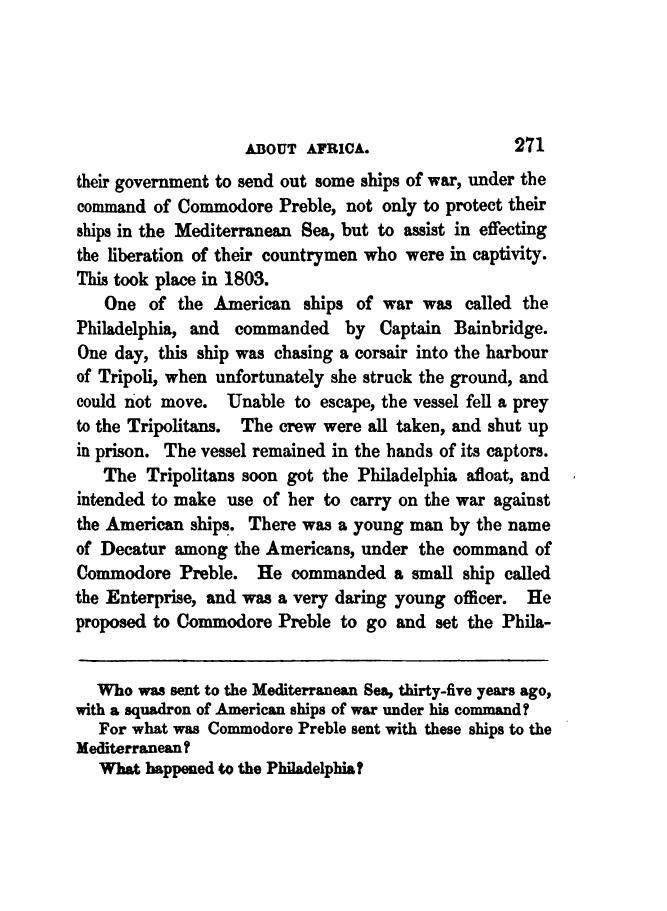 ABOUT AFRICA. 271
their government to send out some ships of war, under the
command of Commodore Preble, not only to protect their
ships in the Mediterranean Sea, but to assist in effecting
the liberation of their countrymen who were in captivity.
This took place in 1803.
One of the American ships of war was called the
Philadelphia, and commanded by Captain Bainbridge.
One day, this ship was chasing a corsair into the harbour
of Tripoli, when unfortunately she struck the ground, and
could not move. Unable to escape, the vessel fell a prey
to the Tripolitans. The crew were all taken, and shut up
in prison. The vessel remained in the hands of its captors.
The Tripolitans soon got the Philadelphia afloat, and
intended to make use of her to carry on the war against
the American ships. There was a young man by the name
of Decatur among the Americans, under the command of
Commodore Preble. He commanded a small ship called
the Enterprise, and was a very daring young officer. He
proposed to Commodore Preble to go and set the Phila-
Who was sent to the Mediterranean Sea, thirty-five years ago,
with a squadron of American ships of war under his command?
For what was Commodore Preble sent with these ships to the
Mediterranean?
What happened to the Philadelphia?